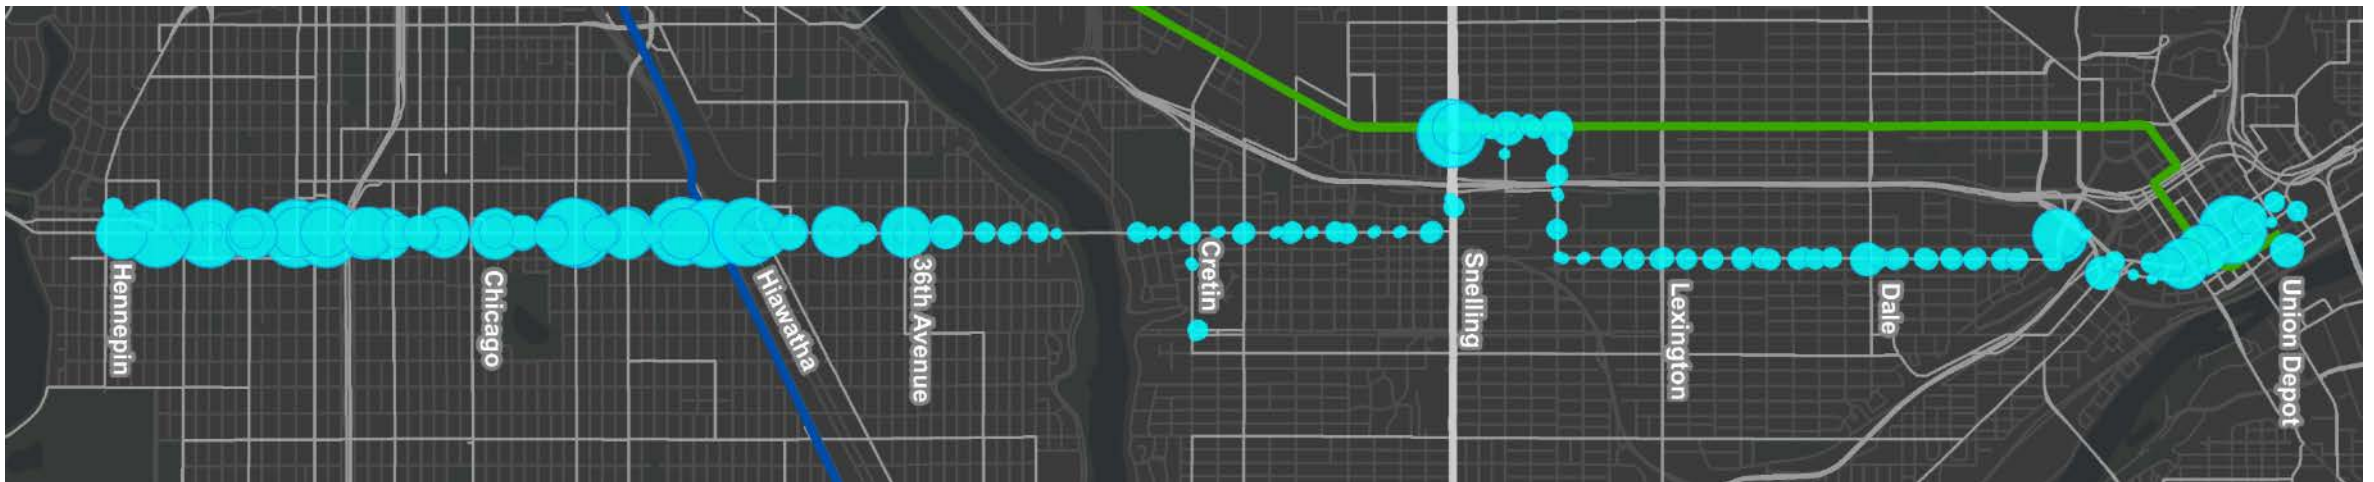 Hennepin
Chicago
Hiawatha
36th Avenue
Cretin
Snelling
Lexington
Dale
Union Depot